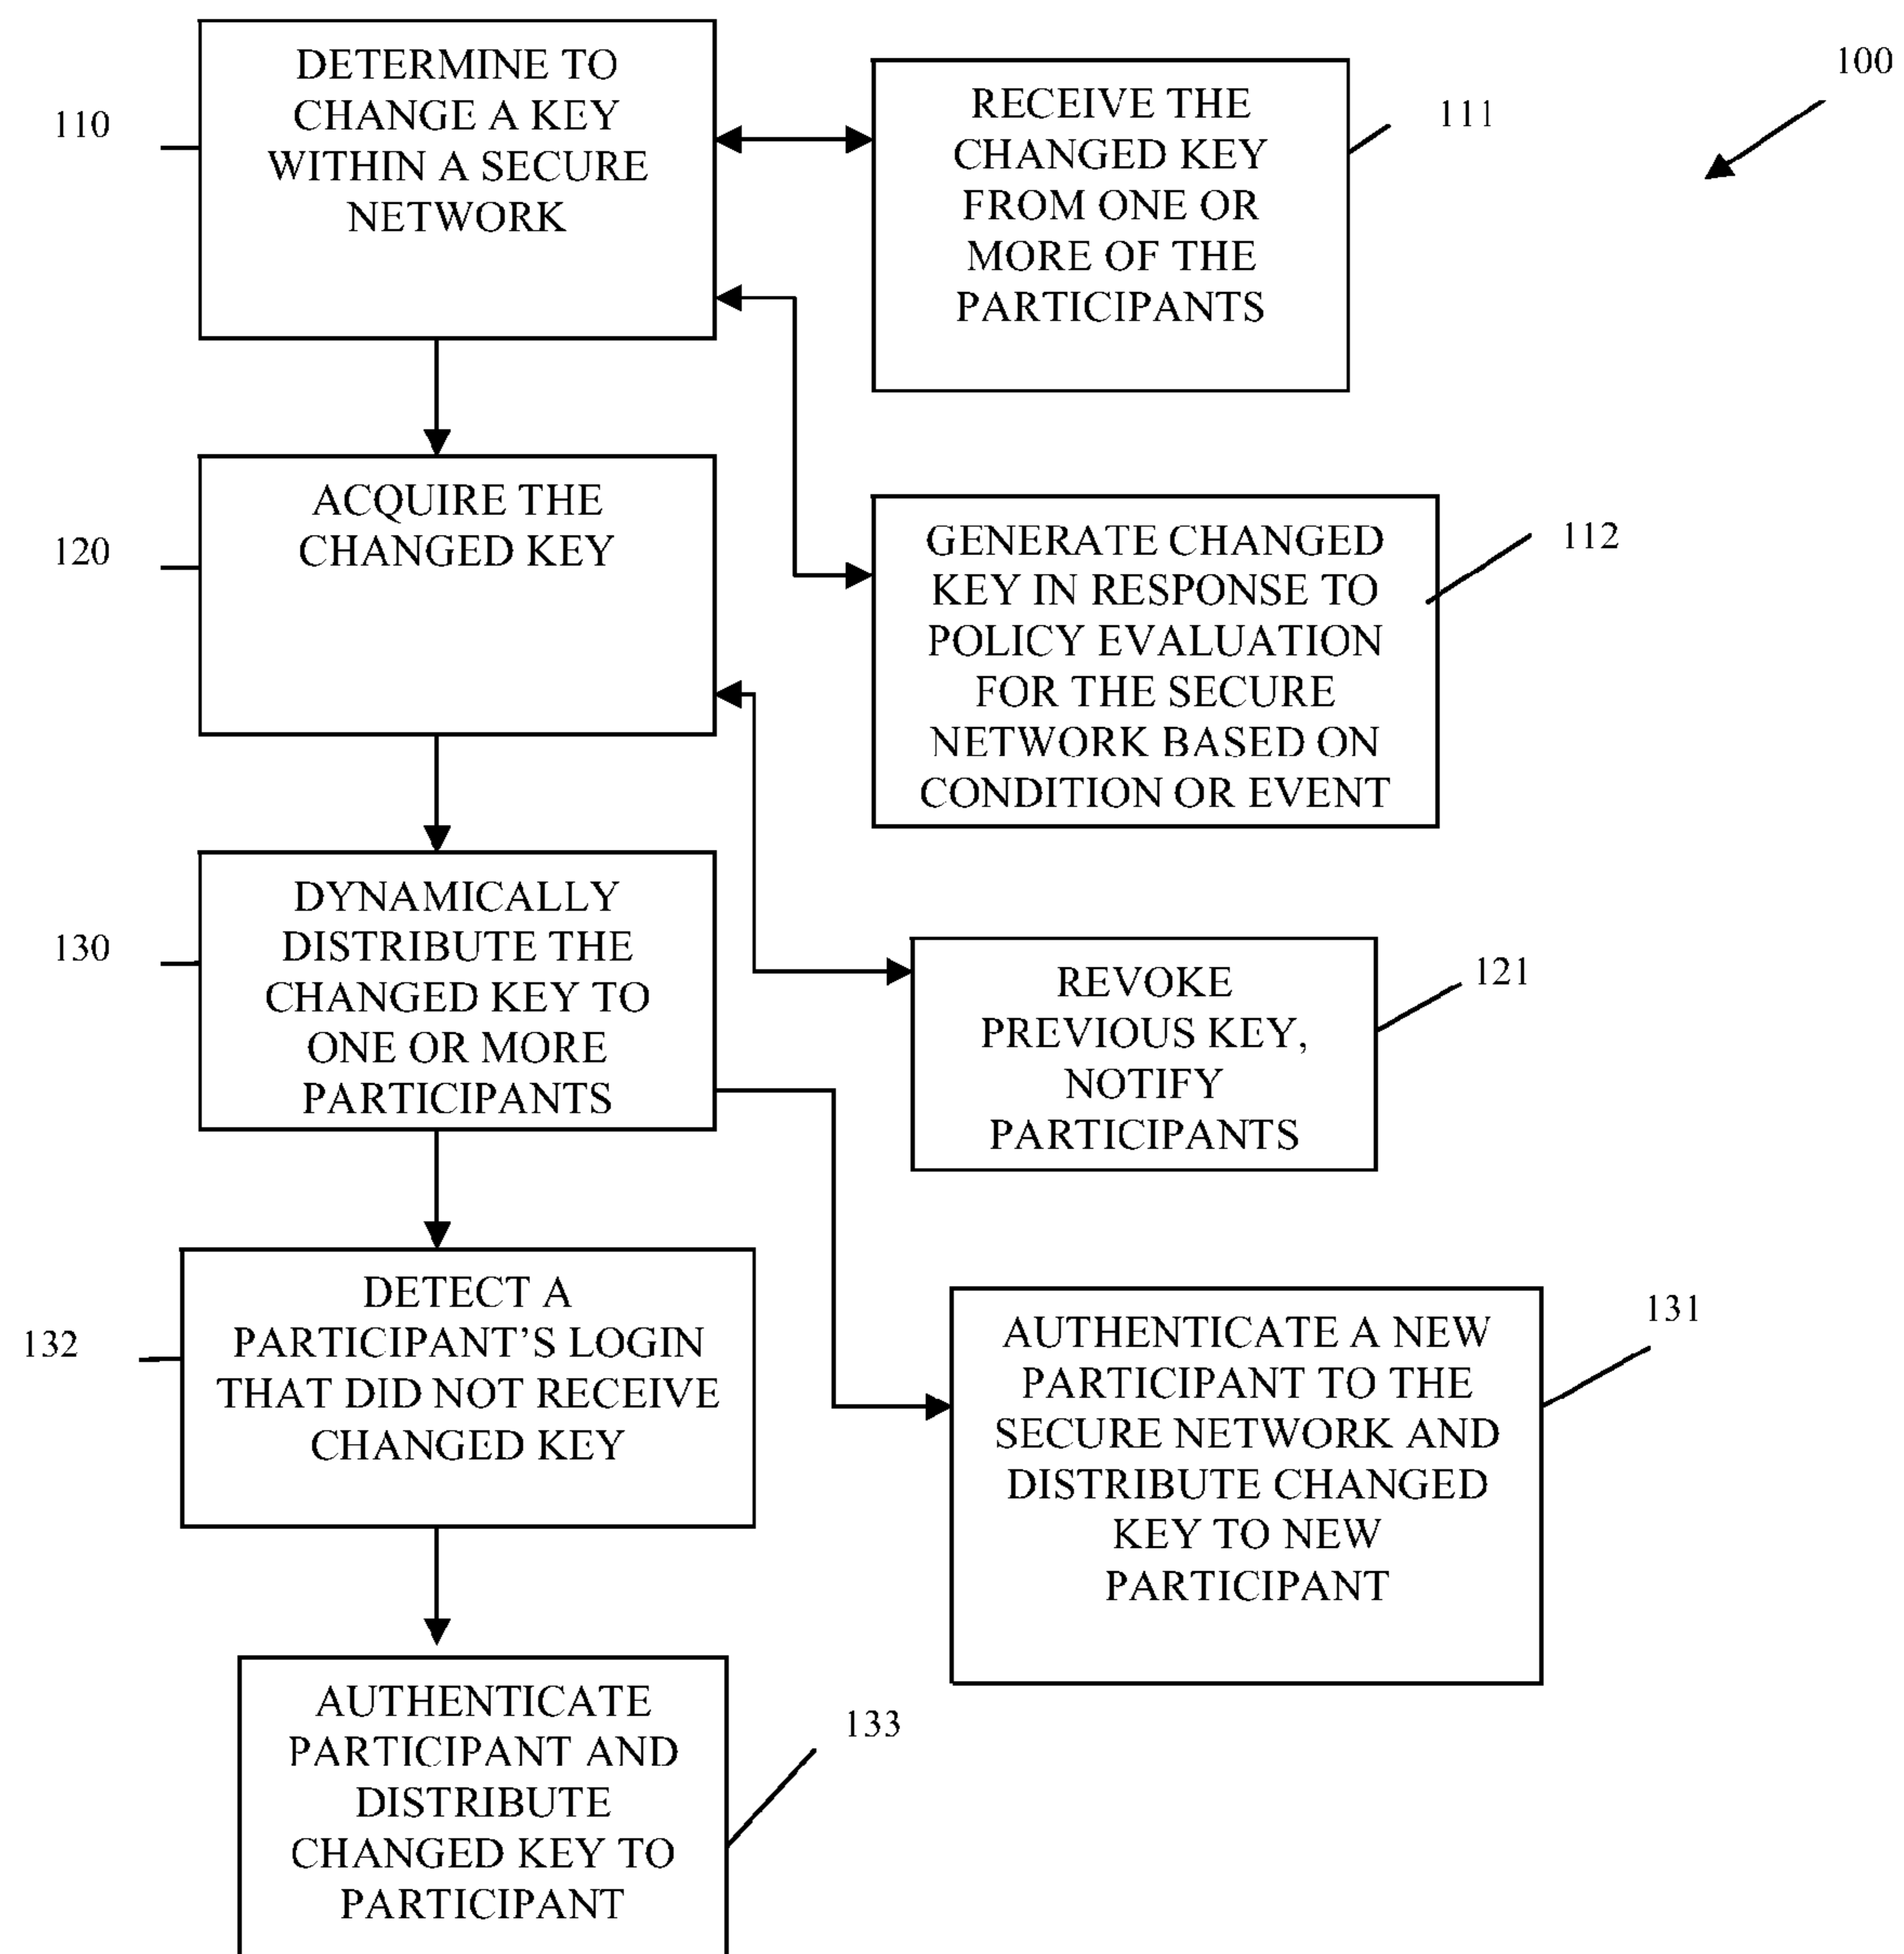 DETERMINE TO
CHANGE A KEY
WITHIN A SECURE
NETWORK
110
RECEIVE THE
CHANGED KEY
FROM ONE OR
MORE OF THE
PARTICIPANTS
111
100
ACQUIRE THE
CHANGED KEY
120
GENERATE CHANGED
KEY IN RESPONSE TO
POLICY EVALUATION
FOR THE SECURE
NETWORK BASED ON
CONDITION OR EVENT
112
DYNAMICALLY
DISTRIBUTE THE
CHANGED KEY TO
ONE OR MORE
PARTICIPANTS
130
REVOKE
PREVIOUS KEY,
NOTIFY
PARTICIPANTS
121
DETECT A
PARTICIPANT’S LOGIN
THAT DID NOT RECEIVE
CHANGED KEY
132
AUTHENTICATE A NEW
PARTICIPANT TO THE
SECURE NETWORK AND
DISTRIBUTE CHANGED
KEY TO NEW
PARTICIPANT
131
AUTHENTICATE
PARTICIPANT AND
DISTRIBUTE
CHANGED KEY TO
PARTICIPANT
133